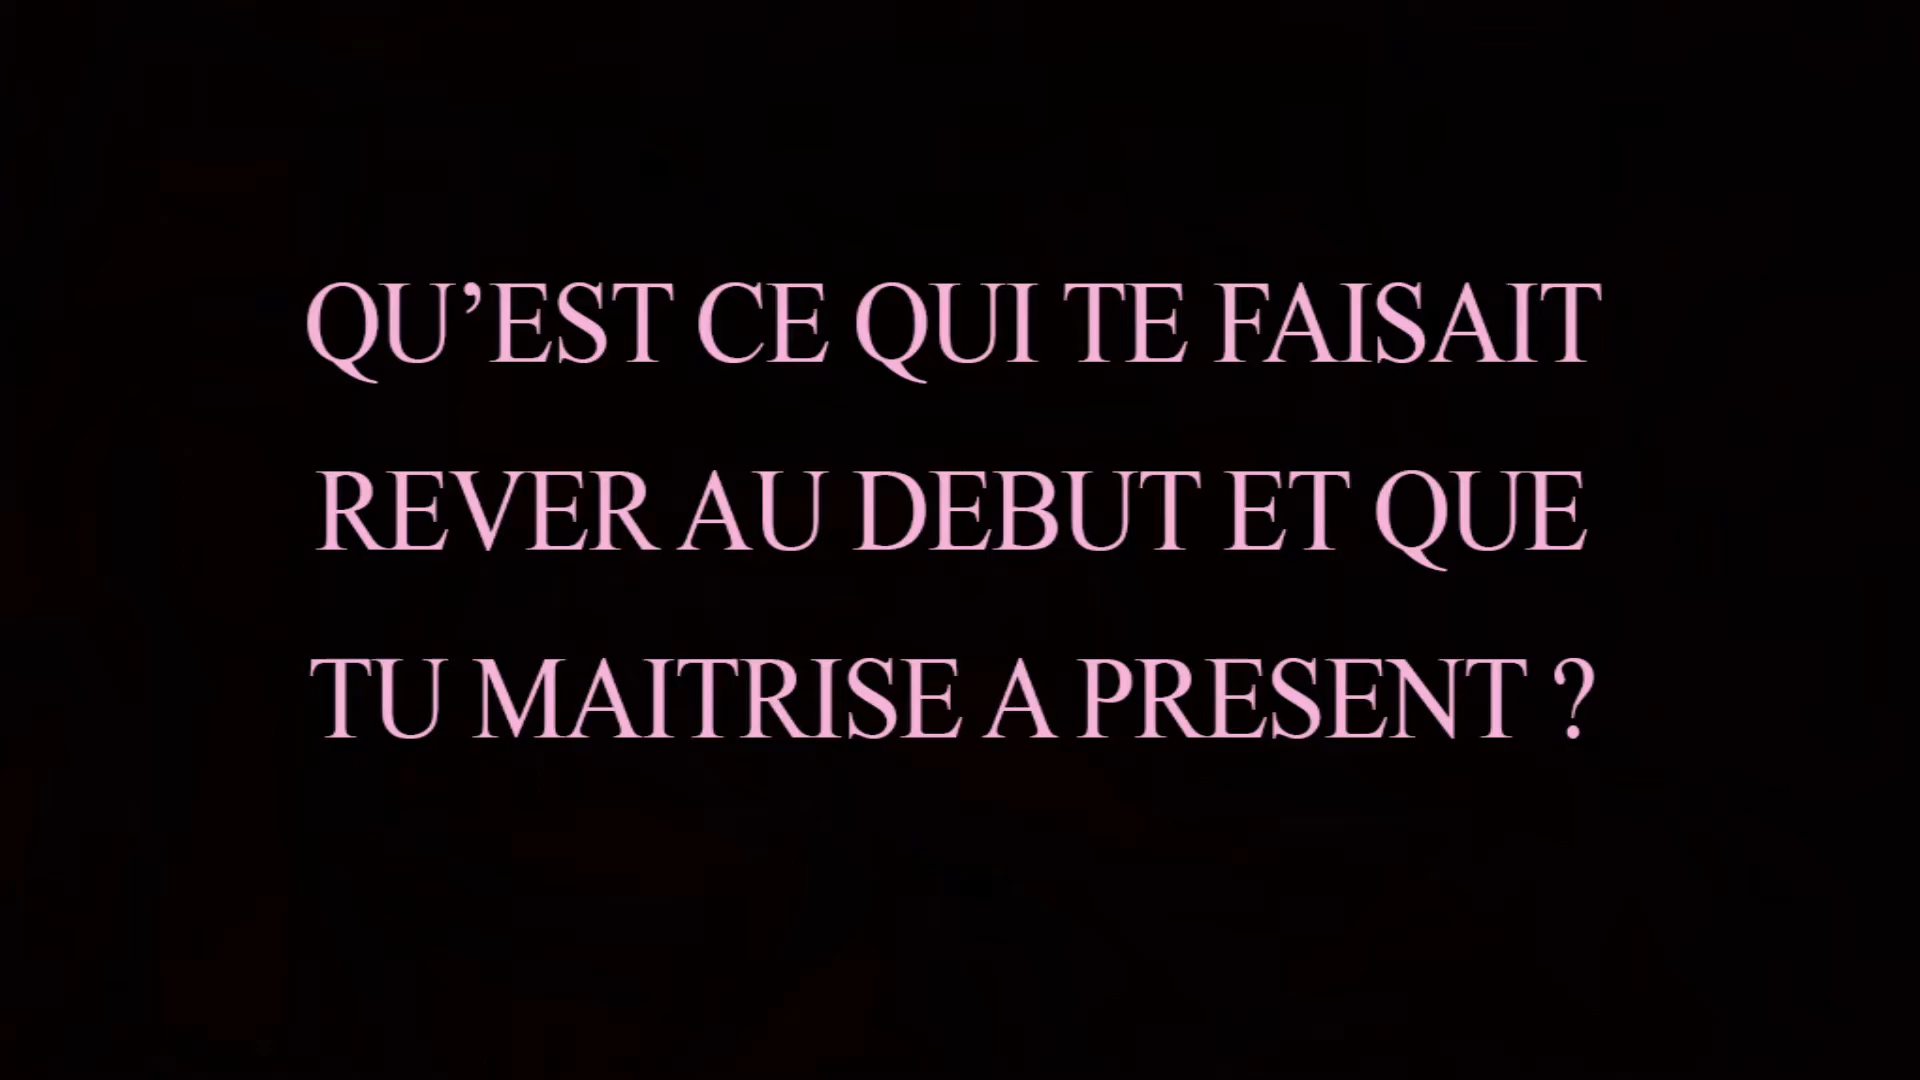 QU’EST CE QUI TE FAISAIT
REVER AU DEBUT ET QUE
TU MAITRISE A PRESENT ?